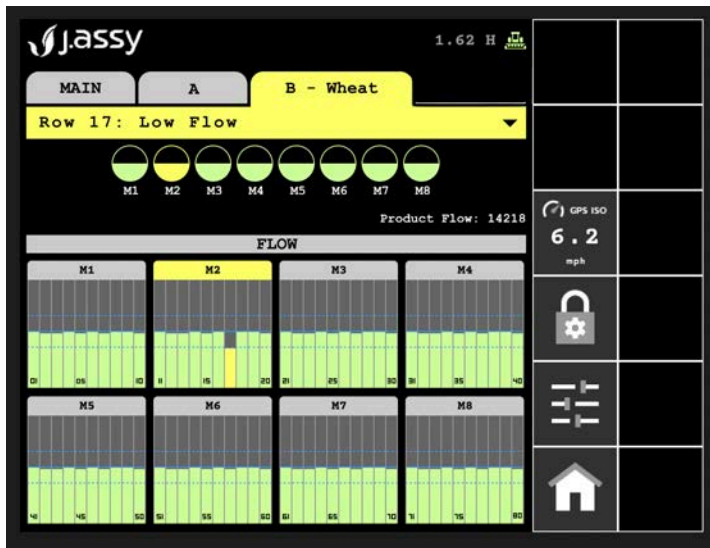 J.assy
1.62 H
MAIN A B - Wheat
Row 17: Low Flow
M1 M2 M3 M4 M5 M6 M7 M8
Product Flow: 14218
GPS ISO
6.2
mph
FLOW
M1 M2 M3 M4
01 05 10 11 15 20 21 25 30 31 35 40
M5 M6 M7 M8
41 45 50 51 55 60 61 65 70 71 75 80